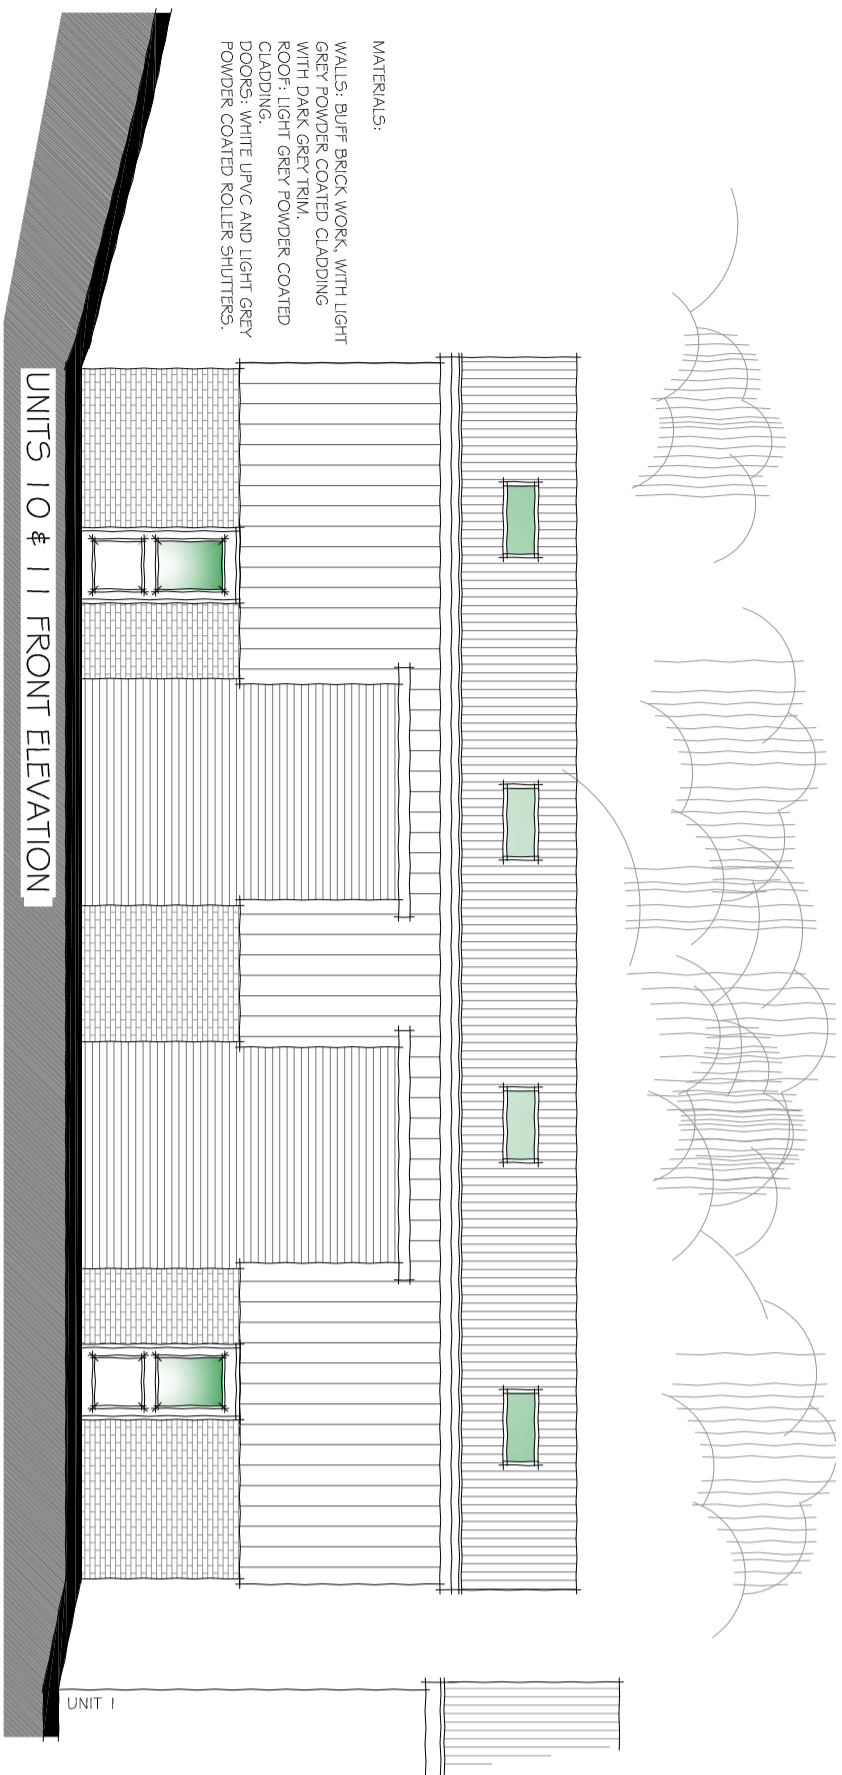 MATERIALS:
WALLS: BUFF BRICK WORK, WITH LIGHT
GREY POWDER COATED CLADDING
WITH DARK GREY TRIM.
ROOF: LIGHT GREY POWDER COATED
CLADDING.
DOORS: WHITE UPVC AND LIGHT GREY
POWDER COATED ROLLER SHUTTERS.
UNIT 1
UNITS 10 & 11 FRONT ELEVATION